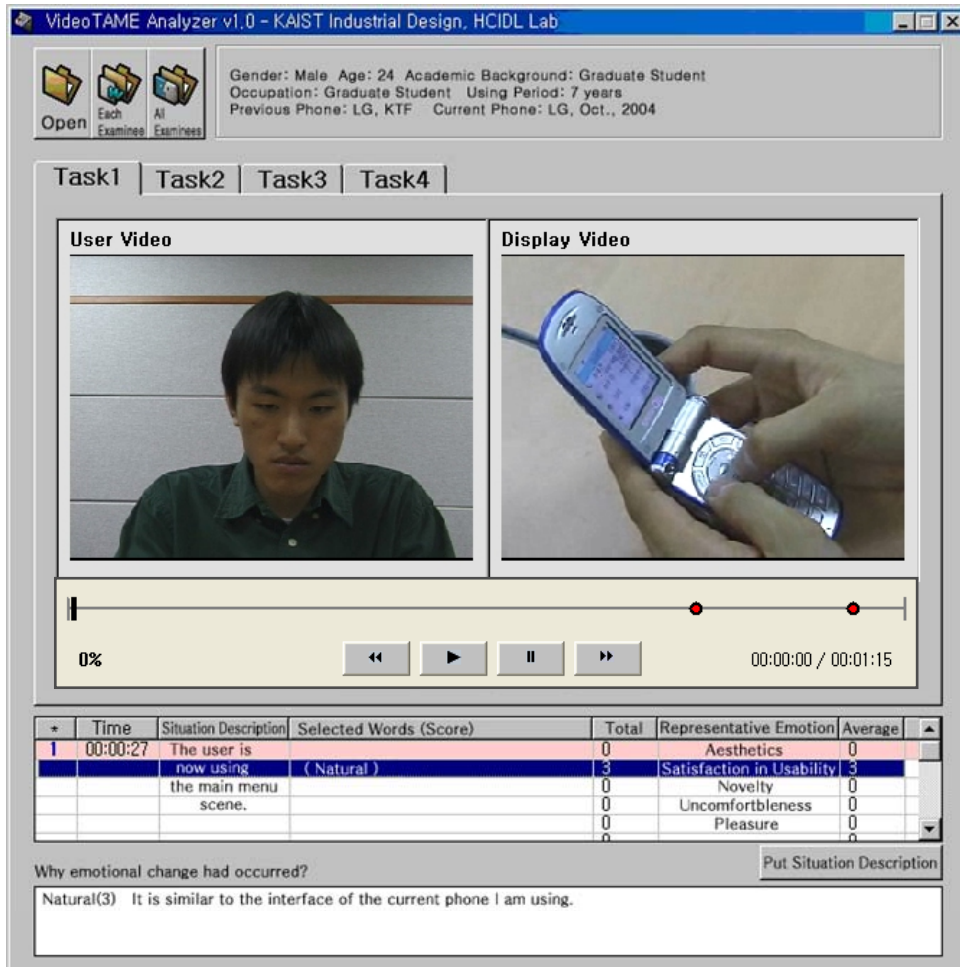 VideoTAME Analyzer v1.0 - KAIST Industrial Design, HCIDL Lab
Open
Each Examinee
All Examinees
Gender: Male Age: 24 Academic Background: Graduate Student
Occupation: Graduate Student Using Period: 7 years
Previous Phone: LG, KTF Current Phone: LG, Oct., 2004
Task1 Task2 Task3 Task4
User Video Display Video
0% 00:00:00 / 00:01:15
* Time Situation Description Selected Words (Score) Total Representative Emotion Average
1 00:00:27 The user is 0 Aesthetics 0
now using ( Natural ) 3 Satisfaction in Usability 3
the main menu 0 Novelty 0
scene. 0 Uncomfortbleness 0
0 Pleasure 0
Why emotional change had occurred? Put Situation Description
Natural(3) It is similar to the interface of the current phone I am using.